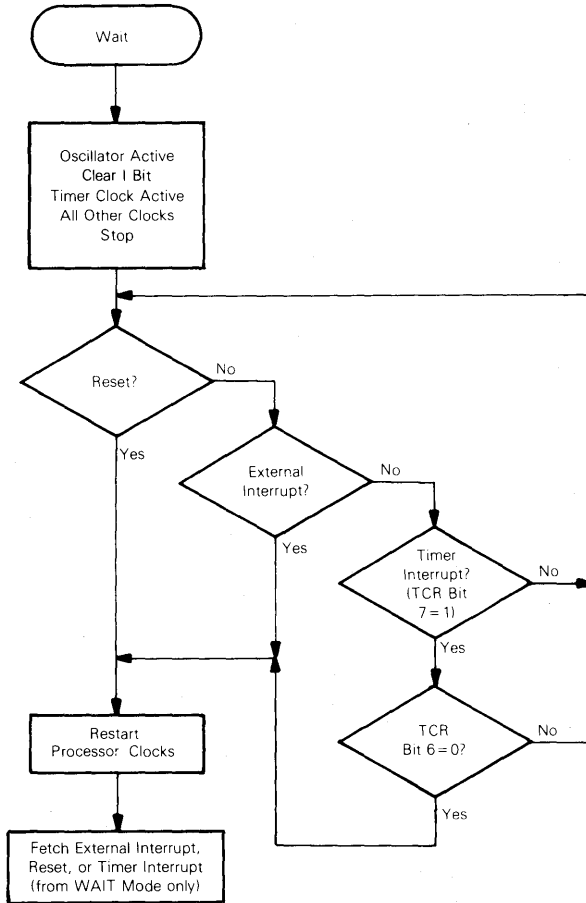 Wait
Oscillator Active
Clear I Bit
Timer Clock Active
All Other Clocks
Stop
Reset?
No
Yes
External
Interrupt?
No
Yes
Timer
Interrupt?
(TCR Bit
7=1)
No
Yes
TCR
Bit 6=0?
No
Yes
Restart
Processor Clocks
Fetch External Interrupt,
Reset, or Timer Interrupt
(from WAIT Mode only)